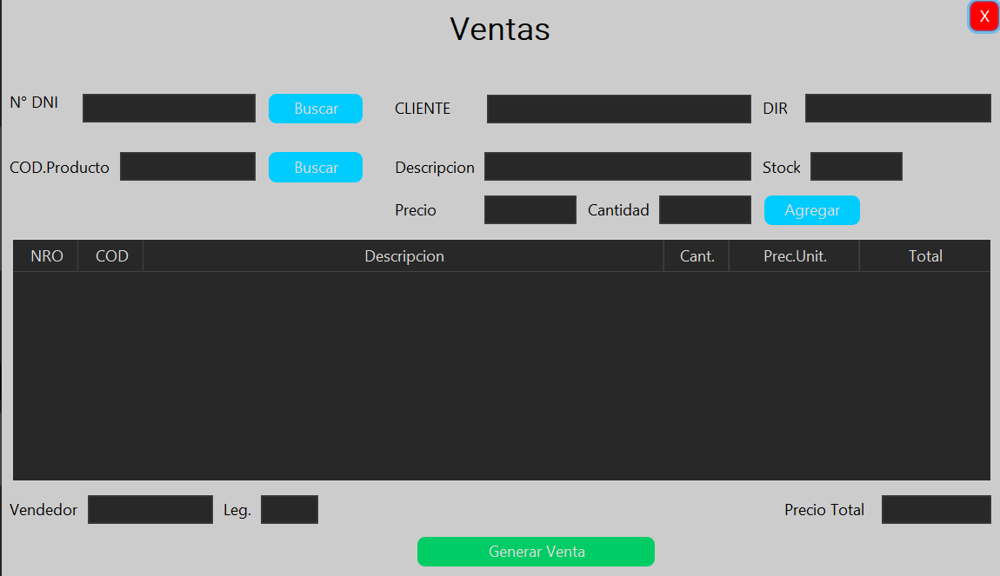 Ventas X
N° DNI Buscar CLIENTE DIR
COD.Producto Buscar Descripcion Stock
Precio Cantidad Agregar
NRO COD Descripcion Cant. Prec.Unit. Total
Vendedor Leg. Precio Total
Generar Venta